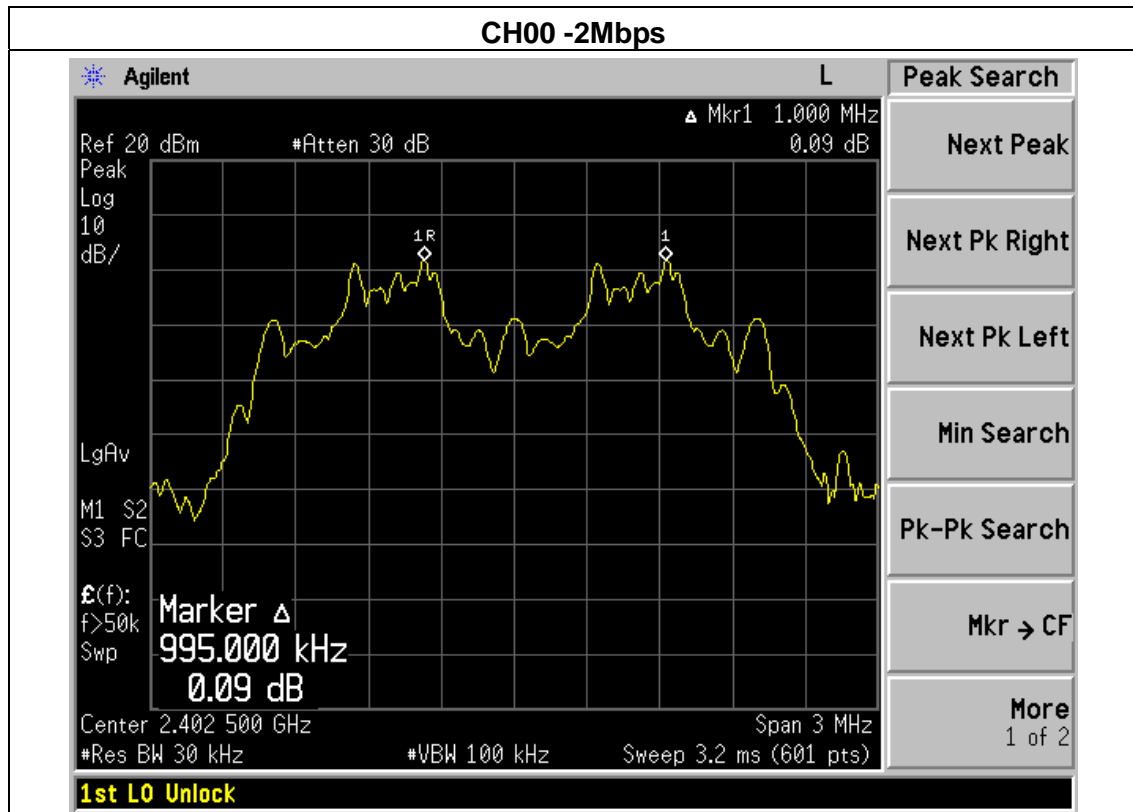 CH00 -2Mbps
Agilent L Peak Search
▵ Mkr1 1.000 MHz
Ref 20 dBm #Atten 30 dB 0.09 dB
Peak
Log
10
dB/
1R 1
LgAv
M1 S2
S3 FC
£(f):
f>50k
Swp
Marker ▵
995.000 kHz
0.09 dB
Center 2.402 500 GHz Span 3 MHz
#Res BW 30 kHz #VBW 100 kHz Sweep 3.2 ms (601 pts)
1st LO Unlock
Next Peak
Next Pk Right
Next Pk Left
Min Search
Pk-Pk Search
Mkr → CF
More
1 of 2